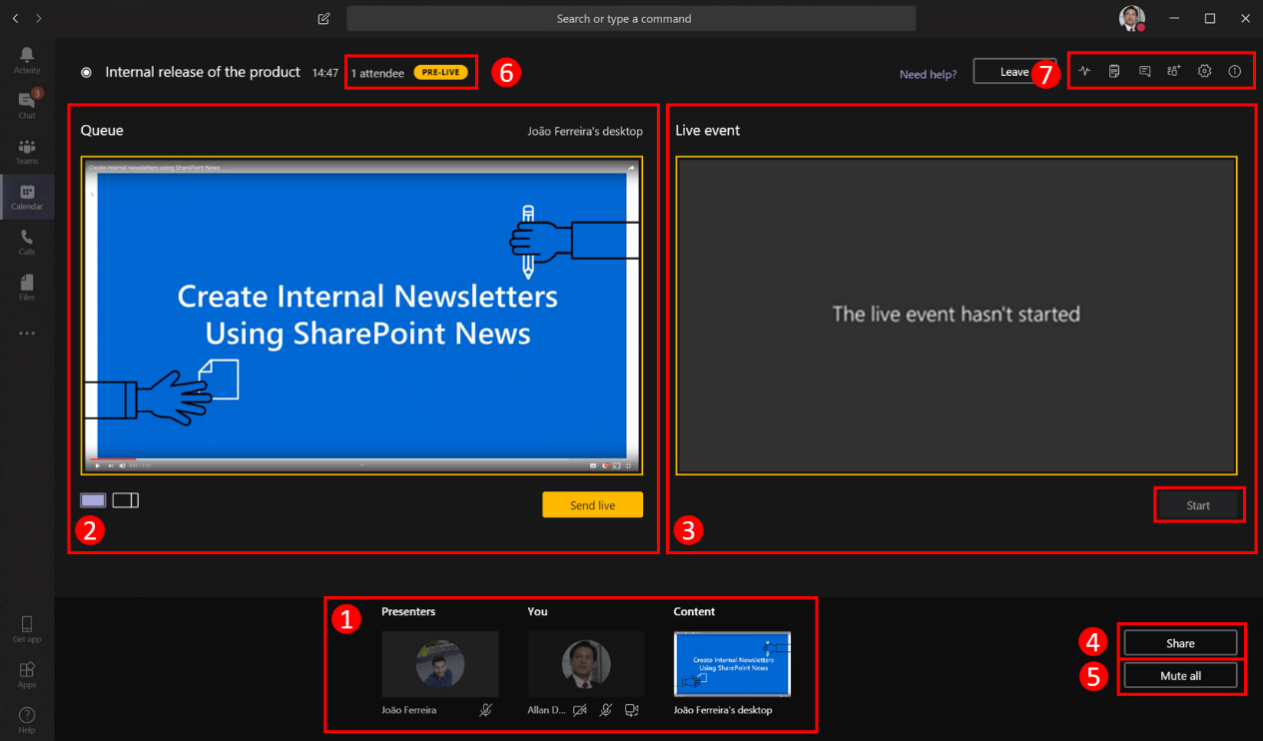 Search or type a command
Activity
Internal release of the product 14:47 1 attendee PRE-LIVE 6
Need help? Leave 7
3
Chat
Teams
Calendar
Calls
Files
Queue João Ferreira's desktop
Create Internal newsletters using SharePoint News
Create Internal Newsletters
Using SharePoint News
Send live
2
Live event
The live event hasn't started
Start
3
1
Presenters You Content
Create Internal Newsletters
Using SharePoint News
João Ferreira Allan D... João Ferreira's desktop
4 Share
5 Mute all
Get app
Apps
Help